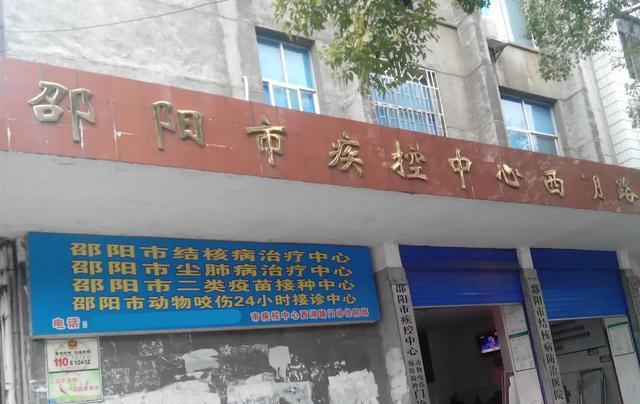 邵阳市疾控中心西 月路
邵阳市结核病治疗中心
邵阳市尘肺病治疗中心
邵阳市二类疫苗接种中心
邵阳市动物咬伤24小时接诊中心
电话：
市疾控中心西湖路门诊住院部
110
邵阳市疾控中心
邵阳市结核病防治医院